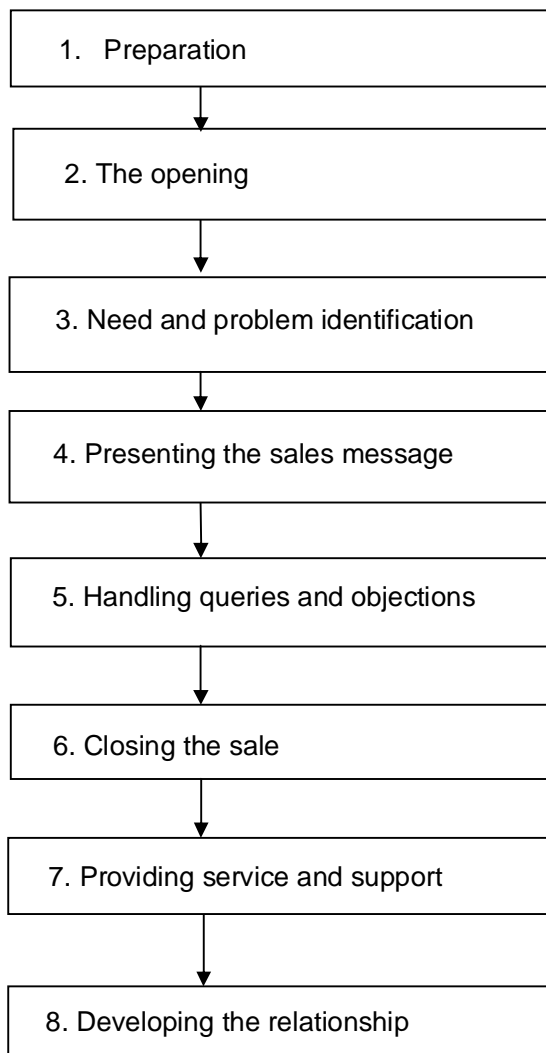 1. Preparation
2. The opening
3. Need and problem identification
4. Presenting the sales message
5. Handling queries and objections
6. Closing the sale
7. Providing service and support
8. Developing the relationship